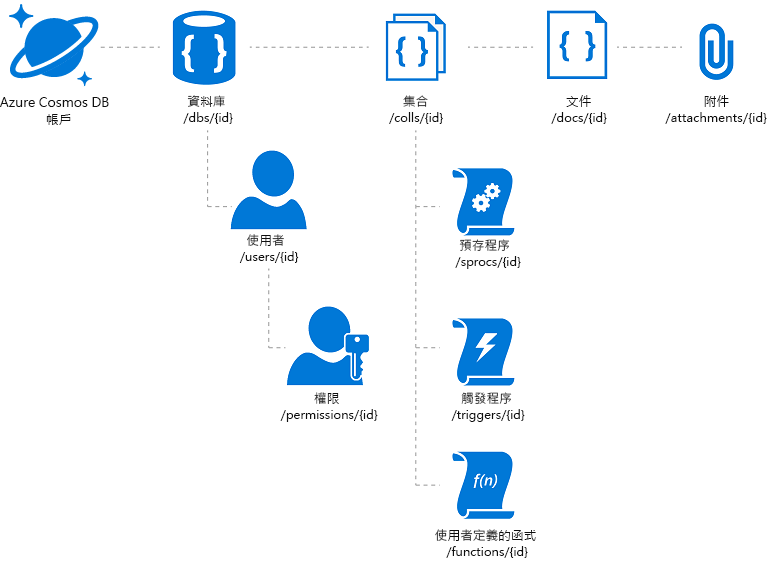 Azure Cosmos DB
帳戶
資料庫
/dbs/{id}
集合
/colls/{id}
文件
/docs/{id}
附件
/attachments/{id}
使用者
/users/{id}
預存程序
/sprocs/{id}
權限
/permissions/{id}
觸發程序
/triggers/{id}
f(n)
使用者定義的函式
/functions/{id}